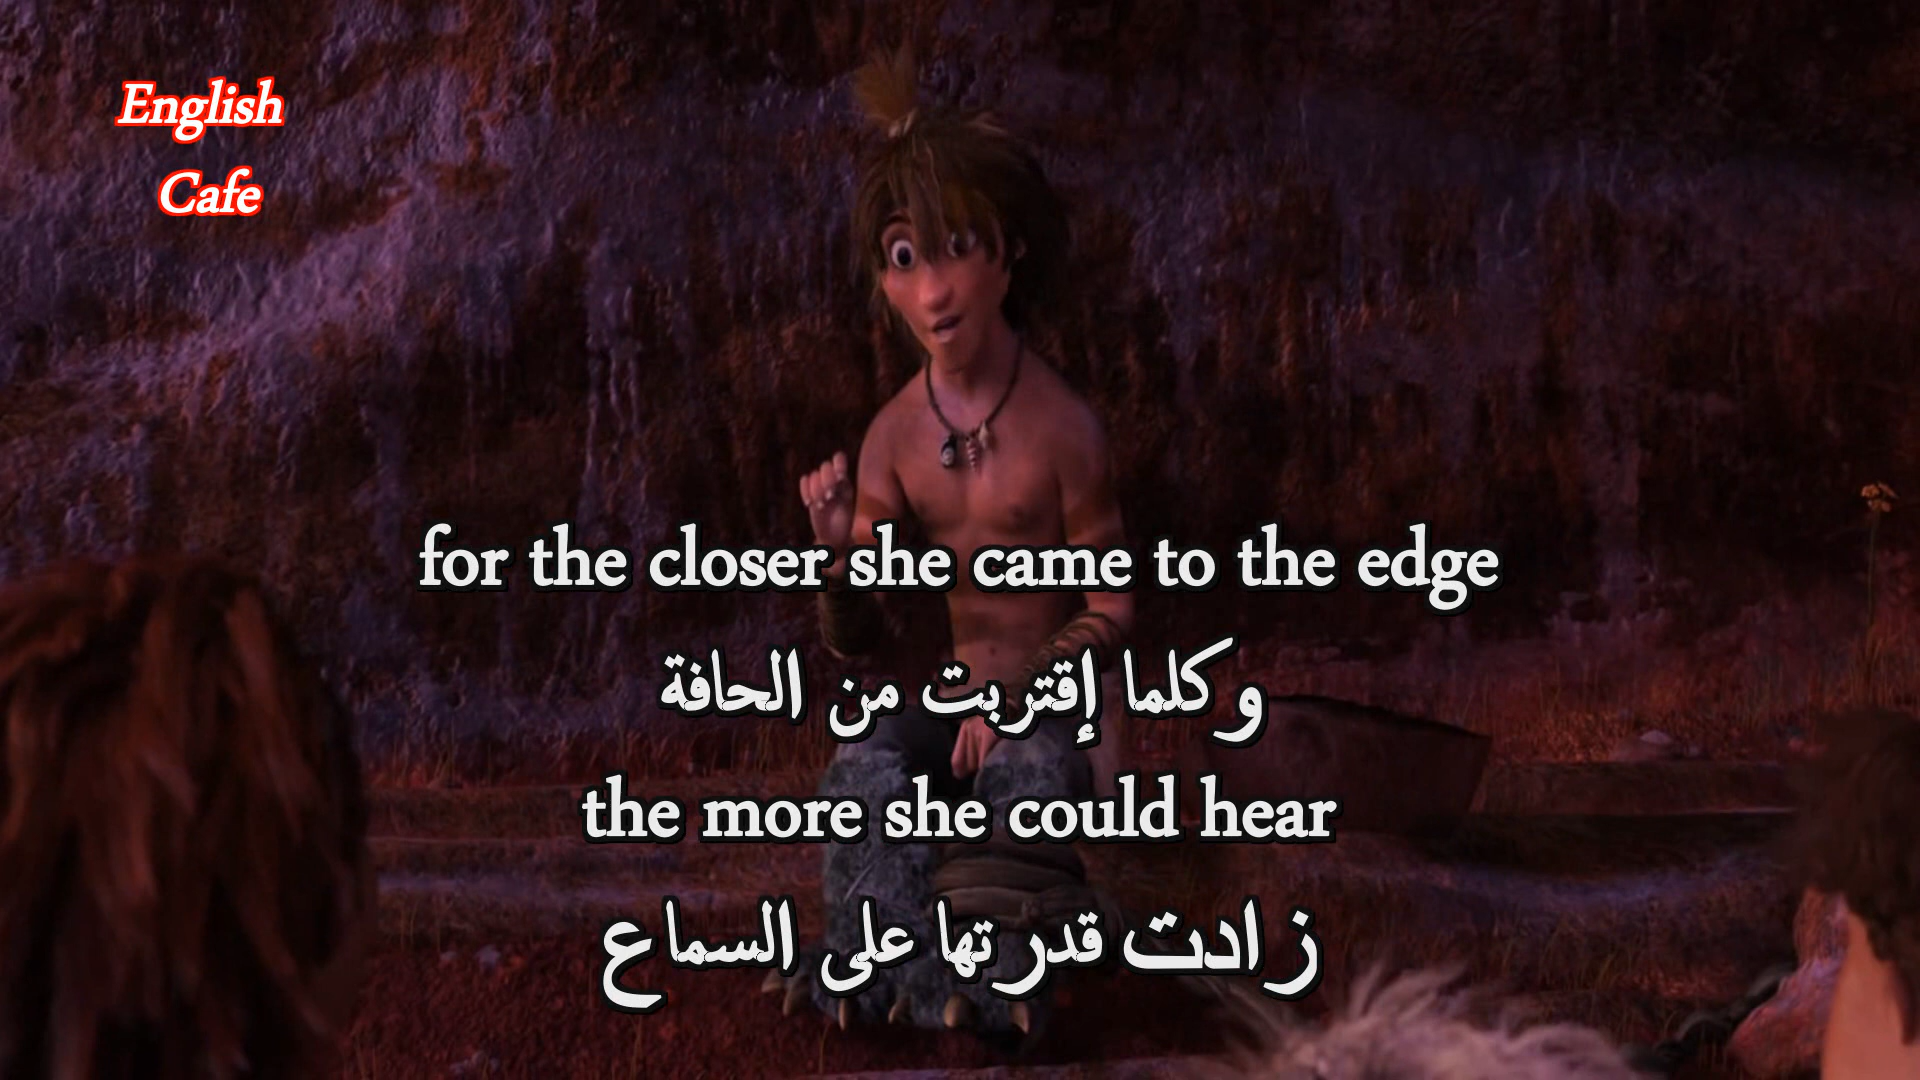 English
Cafe
for the closer she came to the edge
وكلما إقتربت من الحافة
the more she could hear
زادت قدرتها على السماع